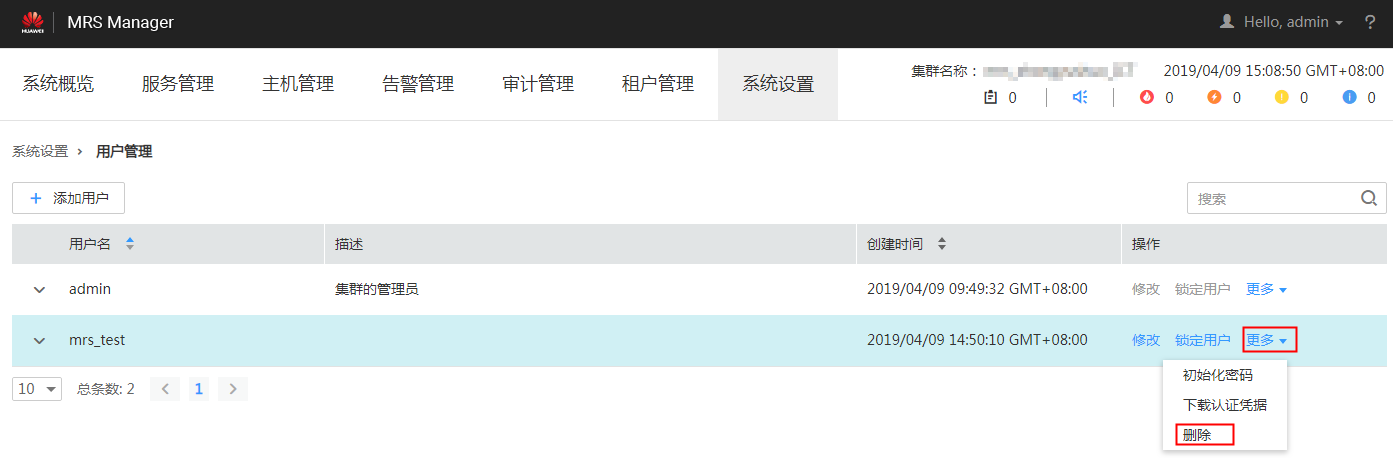 HUAWEI MRS Manager Hello, admin ?
系统概览 服务管理 主机管理 告警管理 审计管理 租户管理 系统设置
集群名称： 2019/04/09 15:08:50 GMT+08:00
0 0 0 0 0
系统设置 > 用户管理
+ 添加用户 搜索
用户名 描述 创建时间 操作
admin 集群的管理员 2019/04/09 09:49:32 GMT+08:00 修改 锁定用户 更多
mrs_test 2019/04/09 14:50:10 GMT+08:00 修改 锁定用户 更多
10 总条数: 2 < 1 >
初始化密码
下载认证凭据
删除